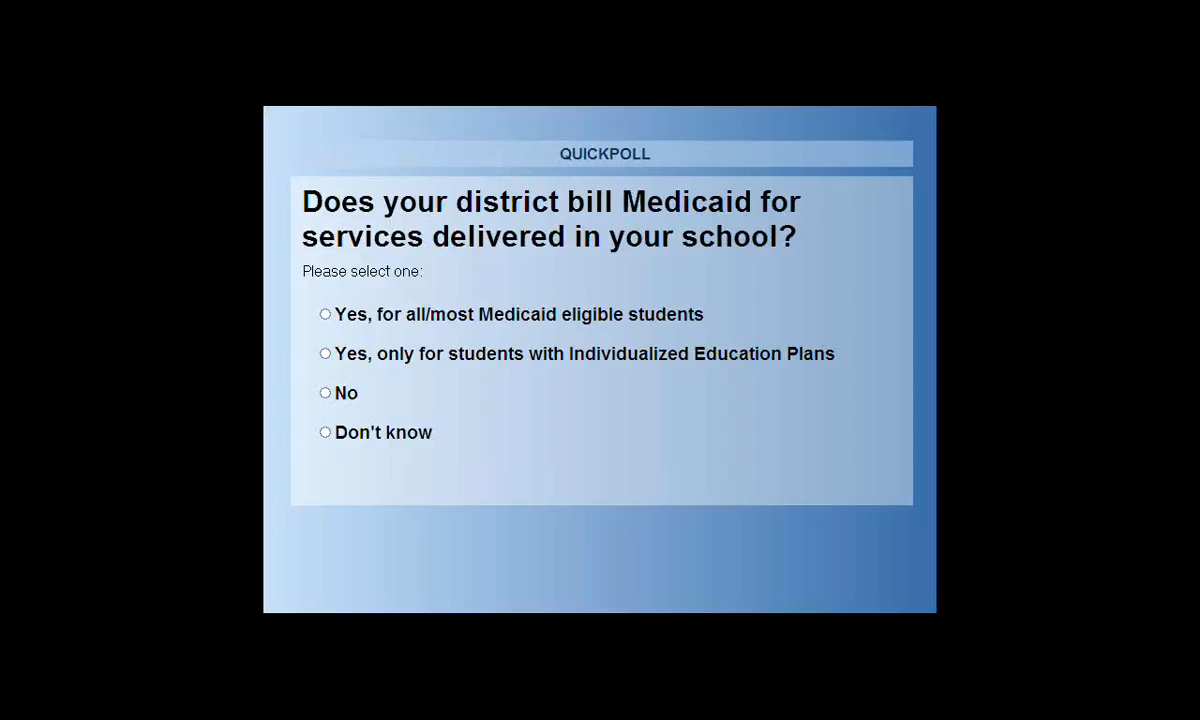 QUICKPOLL
Does your district bill Medicaid for
services delivered in your school?
Please select one:
Yes, for all/most Medicaid eligible students
Yes, only for students with Individualized Education Plans
No
Don't know